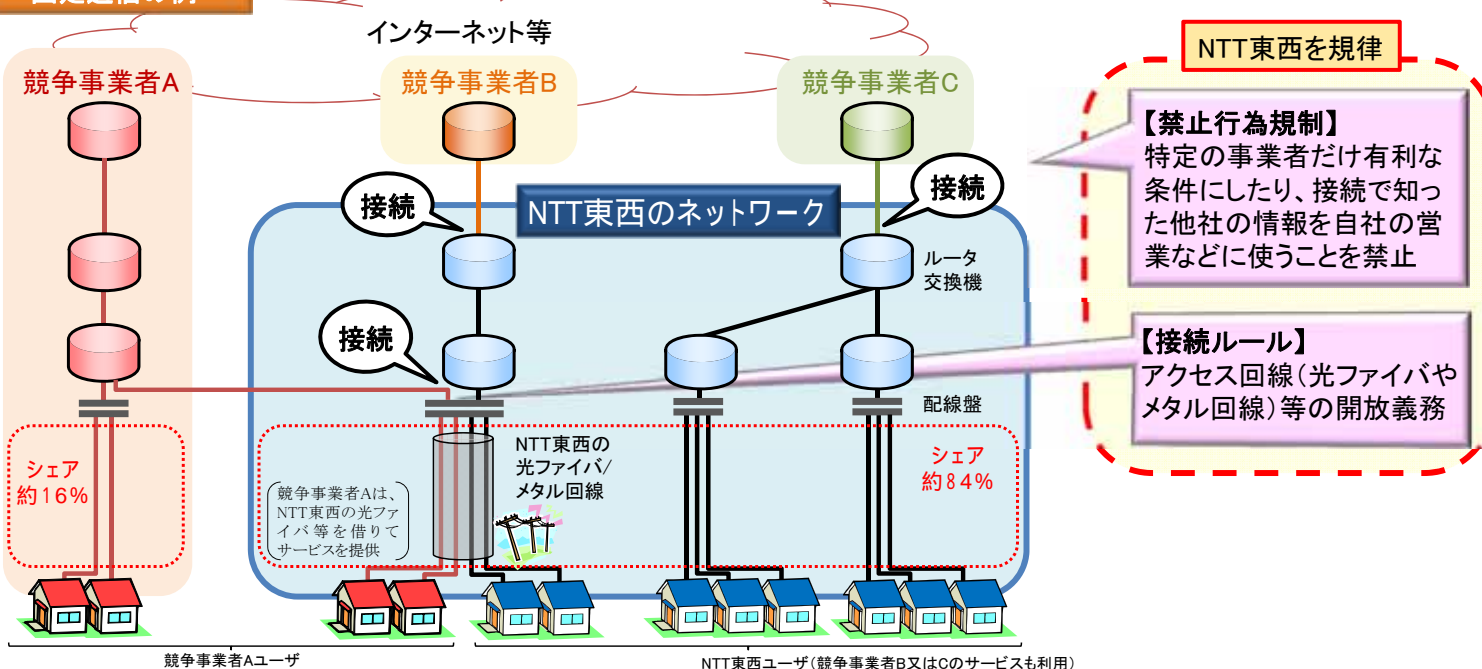 固定通信の例
インターネット等
競争事業者A
競争事業者B
競争事業者C
NTT東西を規律
【禁止行為規制】
特定の事業者だけ有利な
条件にしたり、接続で知っ
た他社の情報を自社の営
業などに使うことを禁止
接続
接続
NTT東西のネットワーク
ルータ
交換機
接続
【接続ルール】
アクセス回線（光ファイバや
メタル回線）等の開放義務
配線盤
シェア
約16%
競争事業者Aは、
NTT東西の光ファ
イバ等を借りて
サービスを提供
NTT東西の
光ファイバ/
メタル回線
シェア
約84%
競争事業者Aユーザ
NTT東西ユーザ（競争事業者B又はCのサービスも利用）